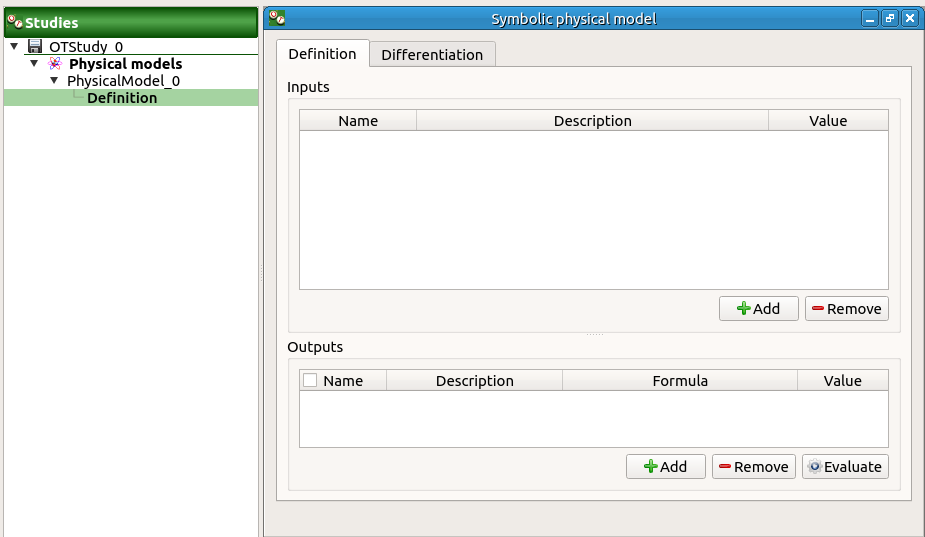 Studies
OTStudy_0
Physical models
PhysicalModel_0
Definition
Symbolic physical model
Definition Differentiation
Inputs
Name Description Value
Add Remove
Outputs
Name Description Formula Value
Add Remove Evaluate